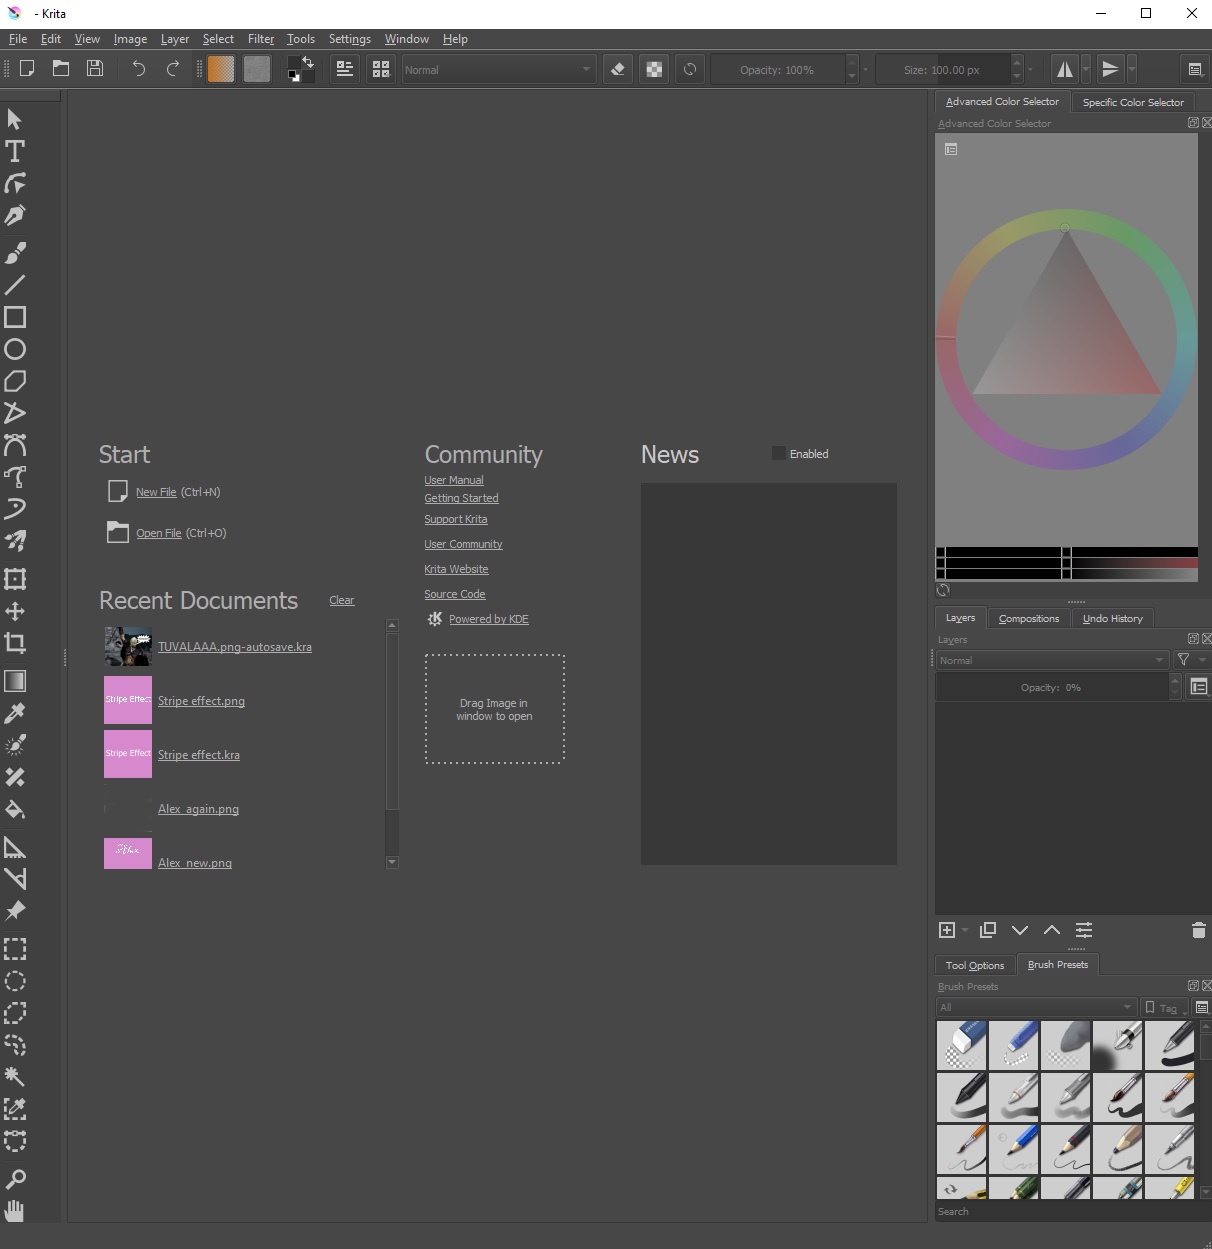 - Krita
File Edit View Image Layer Select Filter Tools Settings Window Help
Normal
Opacity: 100%
Size: 100.00 px
Advanced Color Selector
Specific Color Selector
Advanced Color Selector
Start
New File (Ctrl+N)
Open File (Ctrl+O)
Recent Documents
Clear
TUVALAAA.png-autosave.kra
Stripe Effect
Stripe effect.png
Stripe Effect
Stripe effect.kra
Alex_again.png
Alex
Alex_new.png
Community
User Manual
Getting Started
Support Krita
User Community
Krita Website
Source Code
Powered by KDE
Drag Image in
window to open
News
Enabled
Layers
Compositions
Undo History
Layers
Normal
Opacity: 0%
Tool Options
Brush Presets
Brush Presets
All
Tag
Search